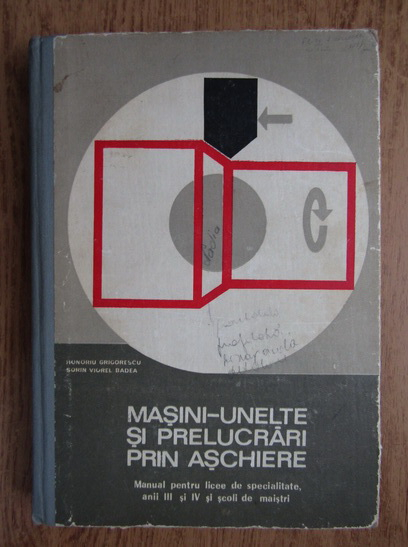 HONORIU GRIGORESCU
SORIN VIOREL BADEA
MAȘINI-UNELTE
ȘI PRELUCRĂRI
PRIN AȘCHIERE
Manual pentru licee de specialitate,
anii III și IV și școli de maiștri